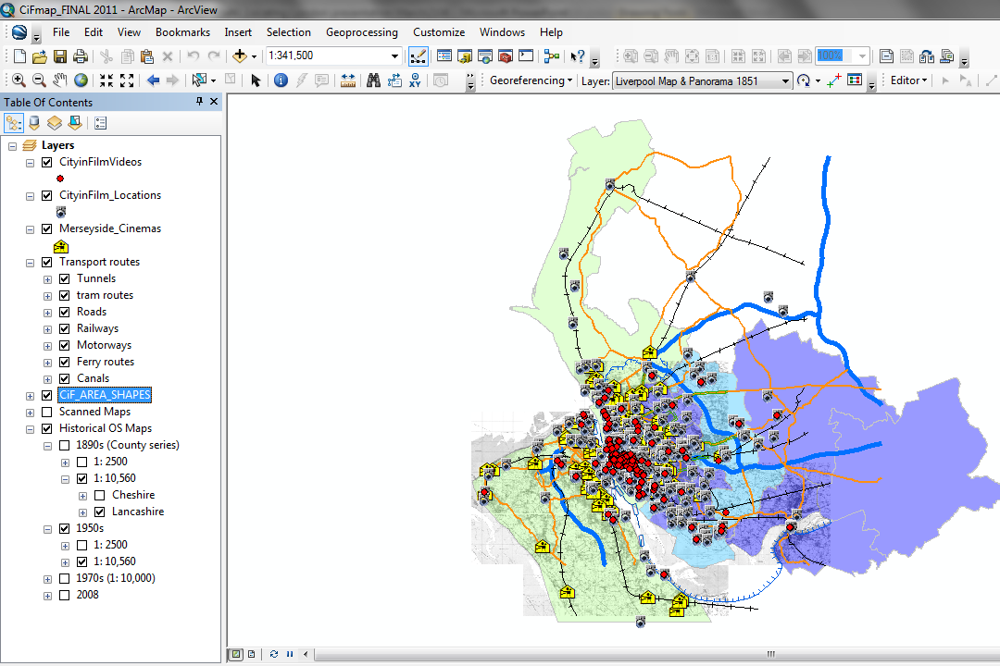 CiFmap_FINAL 2011 - ArcMap - ArcView
File Edit View Bookmarks Insert Selection Geoprocessing Customize Windows Help
1:341,500
100%
Georeferencing Layer: Liverpool Map & Panorama 1851 Editor
Table Of Contents
Layers
CityinFilmVideos
CityinFilm_Locations
Merseyside_Cinemas
Transport routes
Tunnels
tram routes
Roads
Railways
Motorways
Ferry routes
Canals
CiF_AREA_SHAPES
Scanned Maps
Historical OS Maps
1890s (County series)
1: 2500
1: 10,560
Cheshire
Lancashire
1950s
1: 2500
1: 10,560
1970s (1: 10,000)
2008